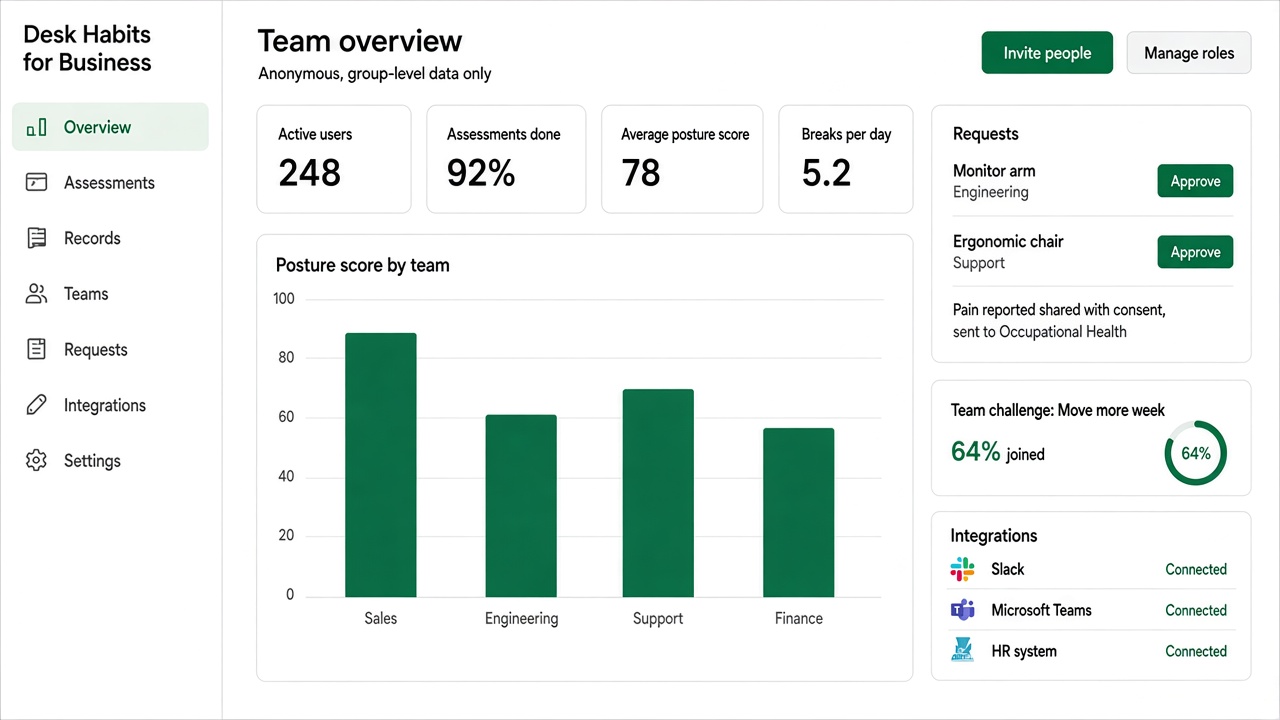 Desk Habits
for Business
Overview
Assessments
Records
Teams
Requests
Integrations
Settings
Team overview
Anonymous, group-level data only
Invite people
Manage roles
Active users
248
Assessments done
92%
Average posture score
78
Breaks per day
5.2
Posture score by team
100
80
60
40
20
0
Sales
Engineering
Support
Finance
Requests
Monitor arm
Engineering
Approve
Ergonomic chair
Support
Approve
Pain reported shared with consent,
sent to Occupational Health
Team challenge: Move more week
64% joined
64%
Integrations
Slack
Connected
T
Microsoft Teams
Connected
HR system
Connected